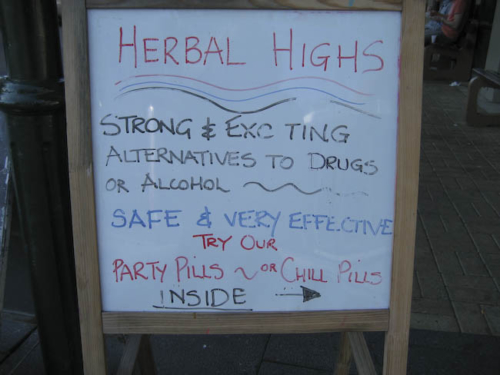 HERBAL HIGHS
STRONG & EXC TING
ALTERNATIVES TO DRUGS
OR ALCOHOL
SAFE & VERY EFFECTIVE
TRY OUR
PARTY PILLS ~ OR CHILL PILLS
INSIDE →